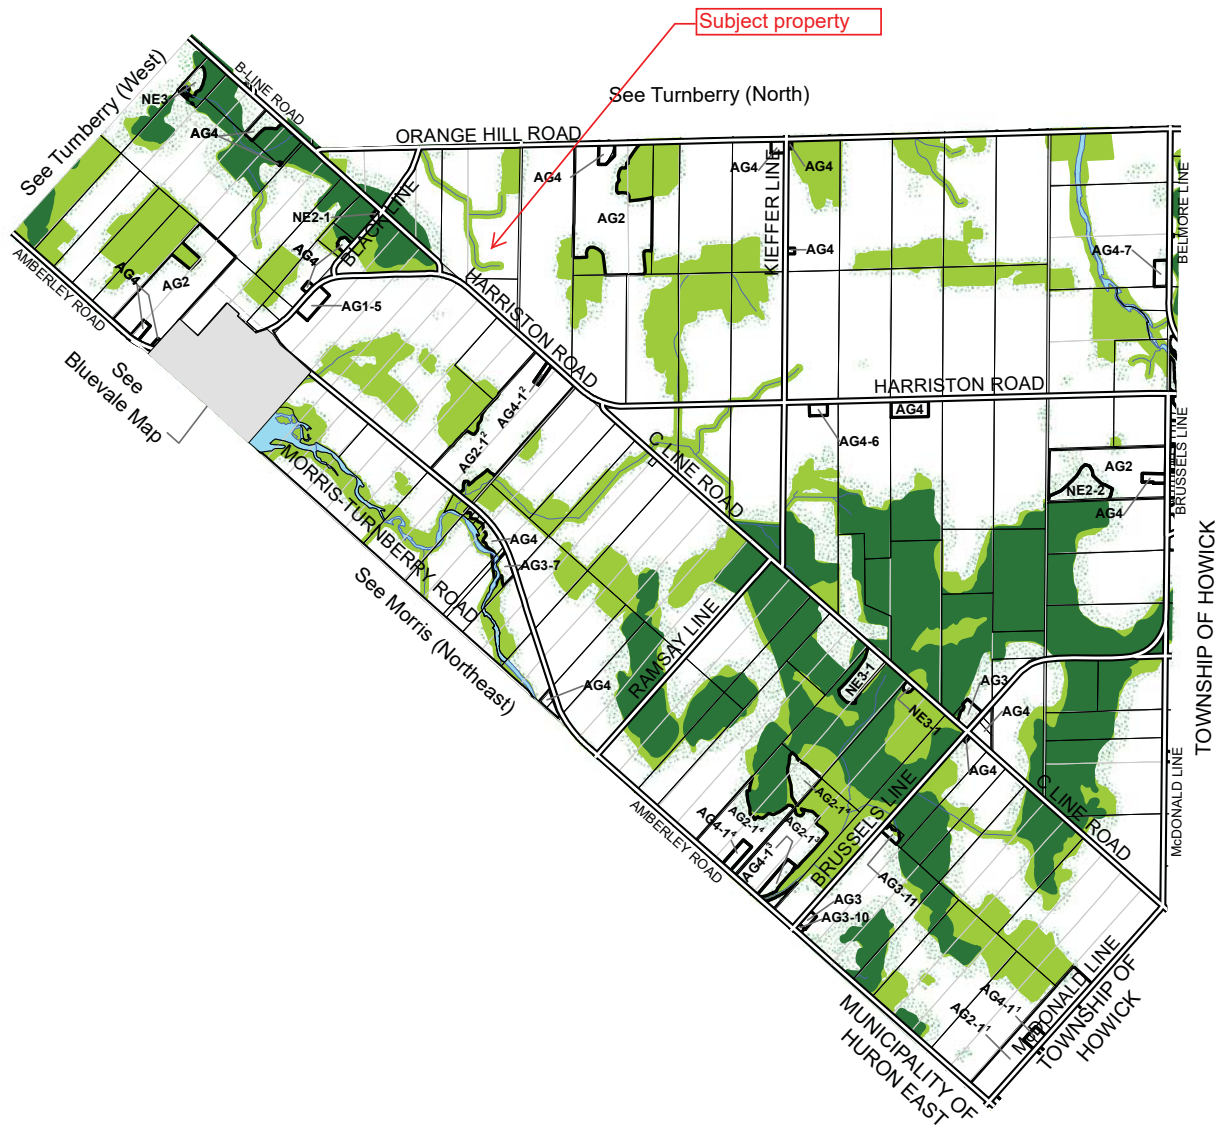 Subject property
See Turnberry (North)
See Turnberry (West)
B-LINE ROAD
ORANGE HILL ROAD
NE3
AG4
AG4
AG4
AG4
BELMORE LINE
KIEFFER LINE
BLACK LINE
NE2-1
AG2
AG4
AG4
AG4-7
AMBERLEY ROAD
AG4
AG2
AG1-5
HARRISTON ROAD
HARRISTON ROAD
See
Bluevale Map
AG4-1²
AG2-1²
AG4
AG4-6
C LINE ROAD
BRUSSELS LINE
AG2
NE2-2
AG4
MORRIS-TURNBERRY ROAD
AG4
AG3-7
See Morris (Northeast)
TOWNSHIP OF HOWICK
RAMSAY LINE
AG4
NE3-1
NE3-1
AG3
AG4
AG4
McDONALD LINE
C LINE ROAD
BRUSSELS LINE
AMBERLEY ROAD
AG2-1⁴
AG2-1⁴
AG2-1³
AG4-1⁴
AG4-1³
AG3-11
AG3
AG3-10
AG4-1¹
AG2-1¹
McDONALD LINE
TOWNSHIP OF
HOWICK
MUNICIPALITY OF
HURON EAST